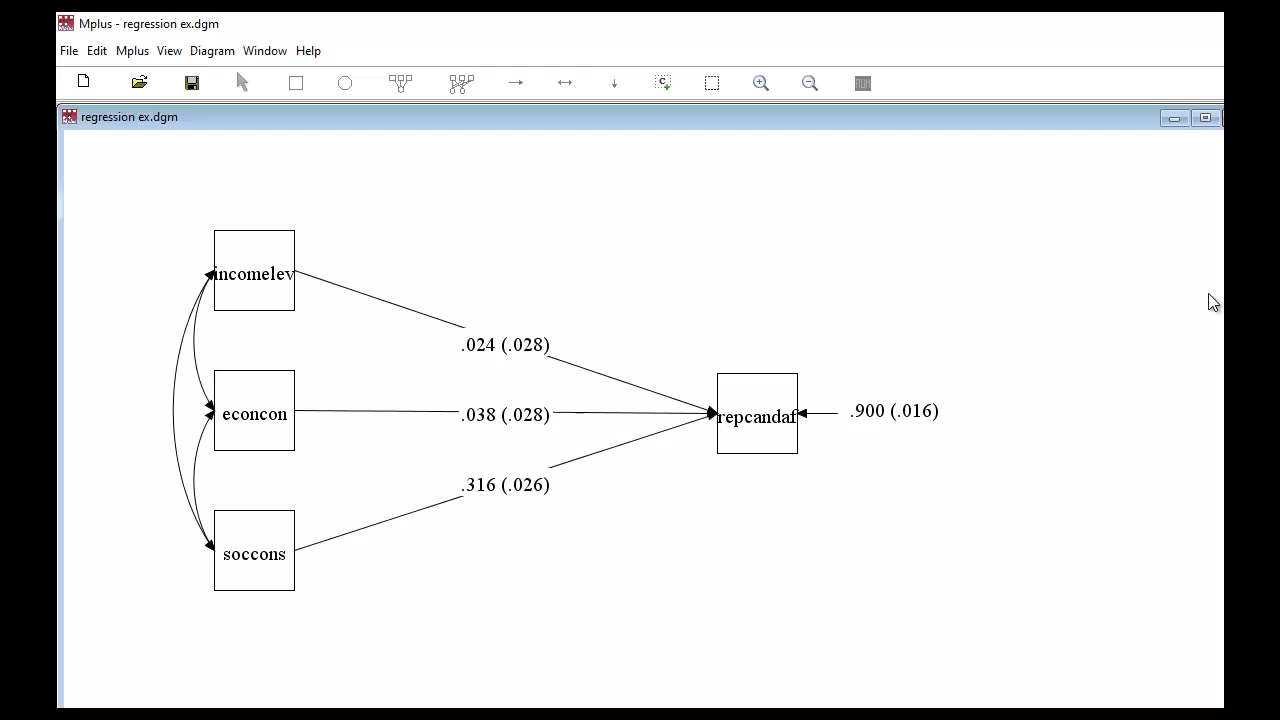 Mplus - regression ex.dgm
File Edit Mplus View Diagram Window Help
C
RUN
regression ex.dgm
incomelev
.024 (.028)
econcon
.038 (.028)
repcandaf
.900 (.016)
.316 (.026)
soccons